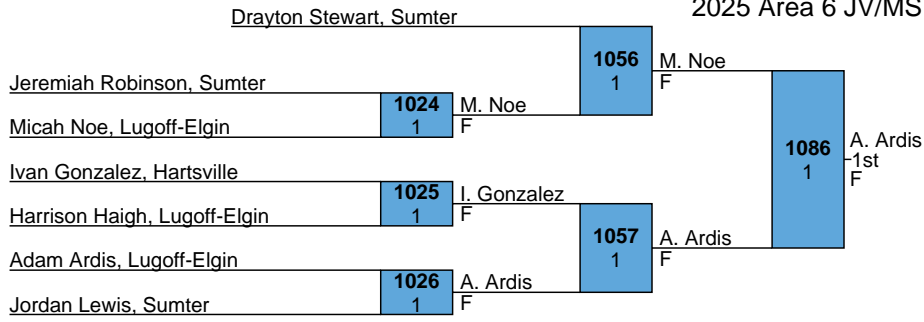 2025 Area 6 JV/MS
Drayton Stewart, Sumter
1056
1
M. Noe
F
Jeremiah Robinson, Sumter
1024
1
M. Noe
F
Micah Noe, Lugoff-Elgin
1086
1
A. Ardis
1st
F
Ivan Gonzalez, Hartsville
1025
1
I. Gonzalez
F
Harrison Haigh, Lugoff-Elgin
1057
1
A. Ardis
F
Adam Ardis, Lugoff-Elgin
1026
1
A. Ardis
F
Jordan Lewis, Sumter